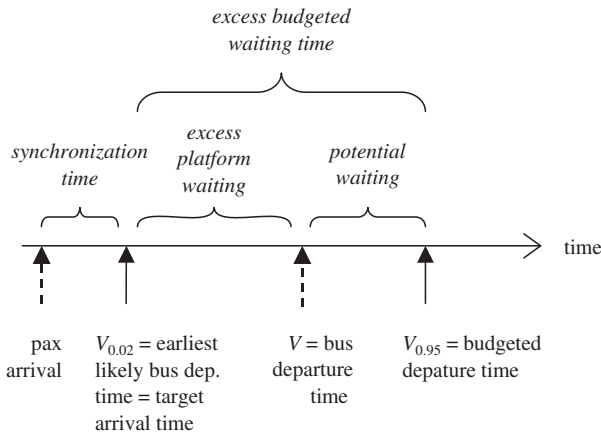 excess budgeted
waiting time
excess
platform
waiting
synchronization
time
potential
waiting
time
pax
arrival
V0.02 = earliest
likely bus dep.
time = target
arrival time
V = bus
departure
time
V0.95 = budgeted
depature time